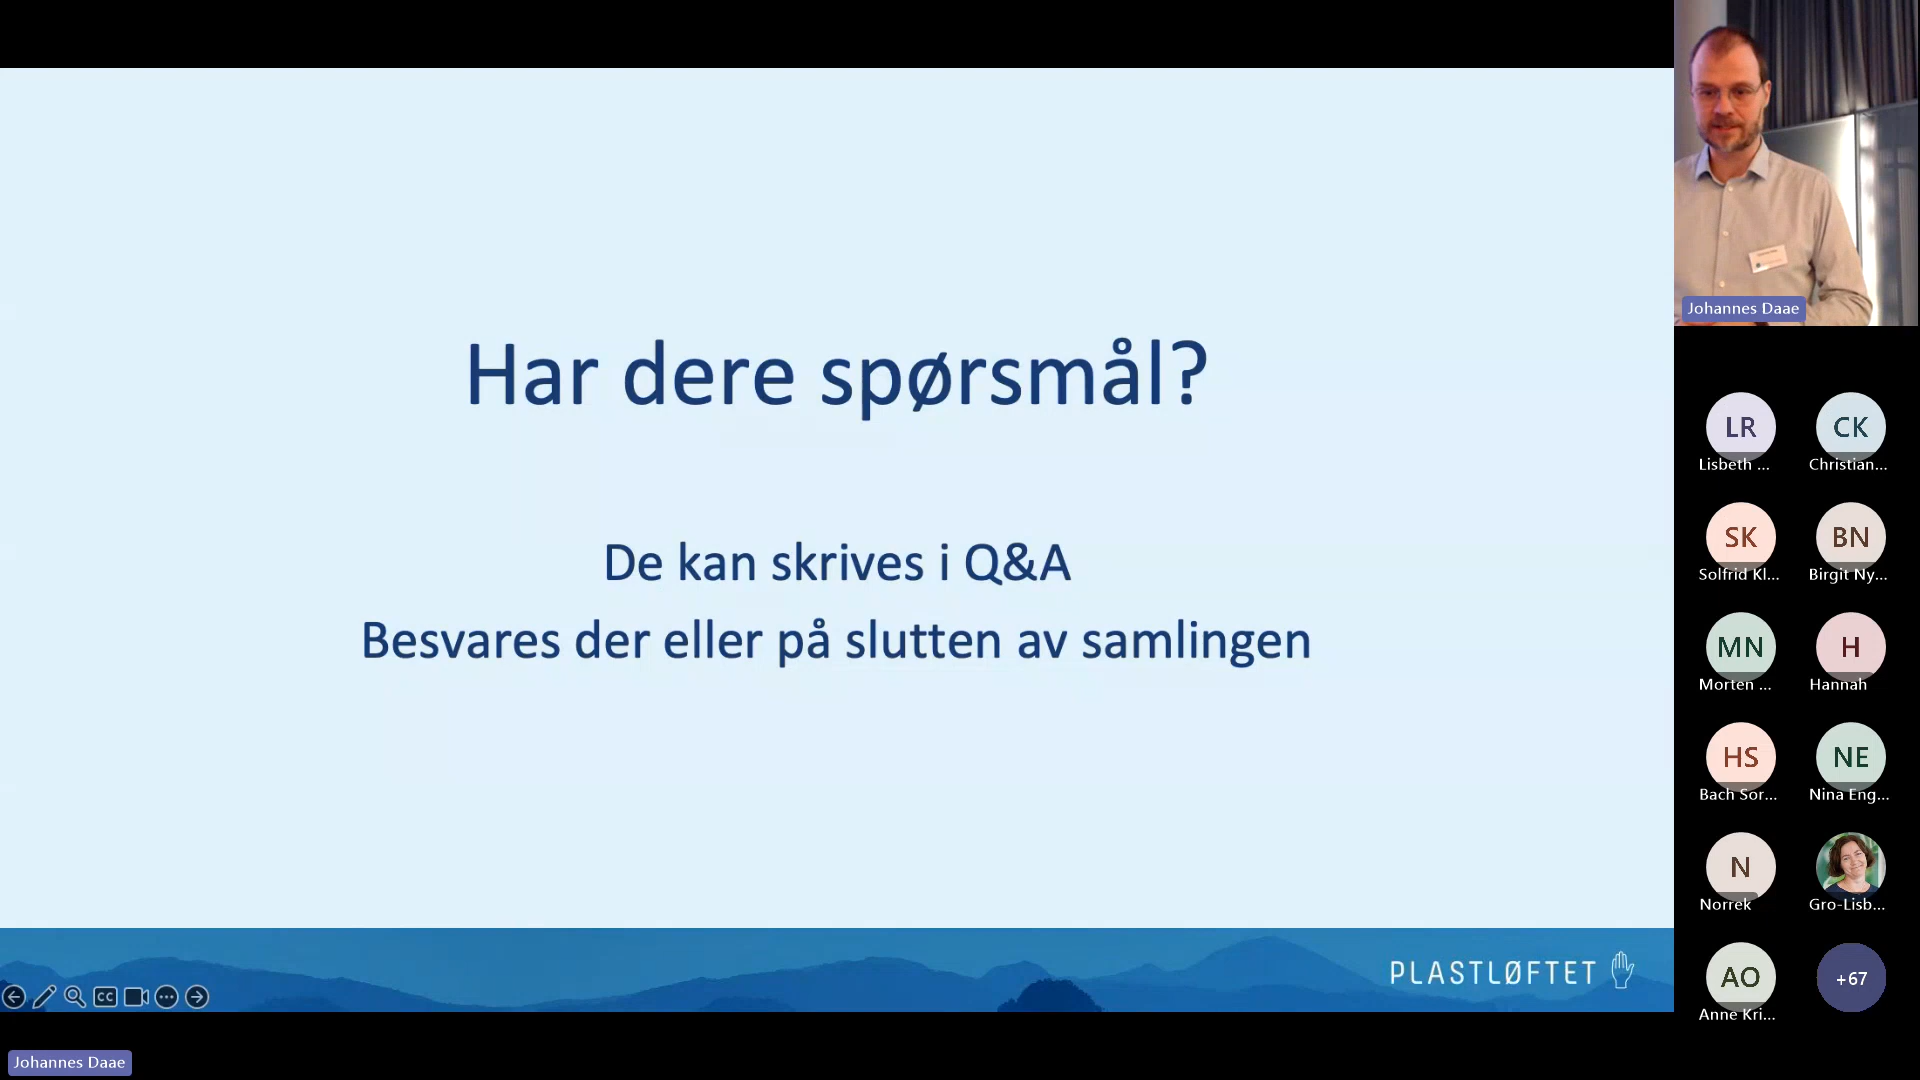 Har dere spørsmål?
De kan skrives i Q&A
Besvares der eller på slutten av samlingen
PLASTLØFTET
CC
Johannes Daae
Johannes Daae
LR
Lisbeth ...
CK
Christian...
SK
Solfrid Kl...
BN
Birgit Ny...
MN
Morten ...
H
Hannah
HS
Bach Sor...
NE
Nina Eng...
N
Norrek
Gro-Lisb...
AO
Anne Kri...
+67